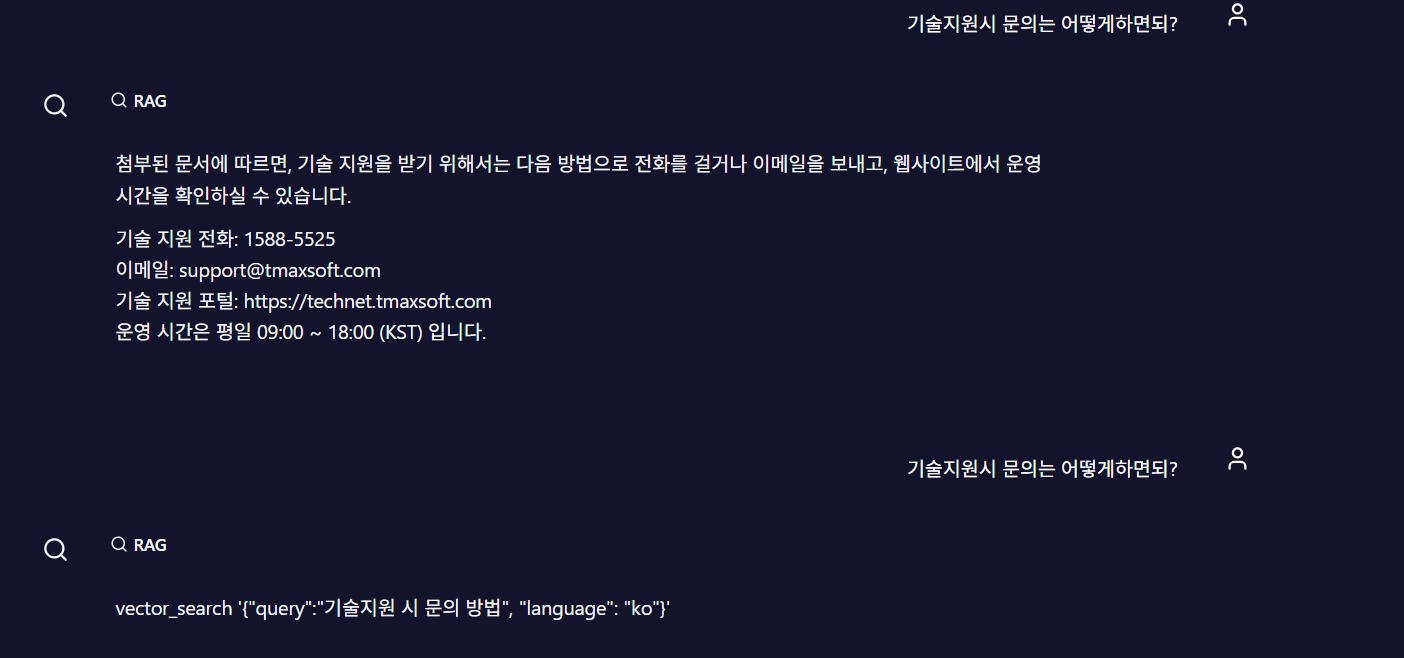 기술지원시 문의는 어떻게하면되?
RAG
첨부된 문서에 따르면, 기술 지원을 받기 위해서는 다음 방법으로 전화를 걸거나 이메일을 보내고, 웹사이트에서 운영
시간을 확인하실 수 있습니다.
기술 지원 전화: 1588-5525
이메일: support@tmaxsoft.com
기술 지원 포털: https://technet.tmaxsoft.com
운영 시간은 평일 09:00 ~ 18:00 (KST) 입니다.
기술지원시 문의는 어떻게하면되?
RAG
vector_search '{"query":"기술지원 시 문의 방법", "language": "ko"}'